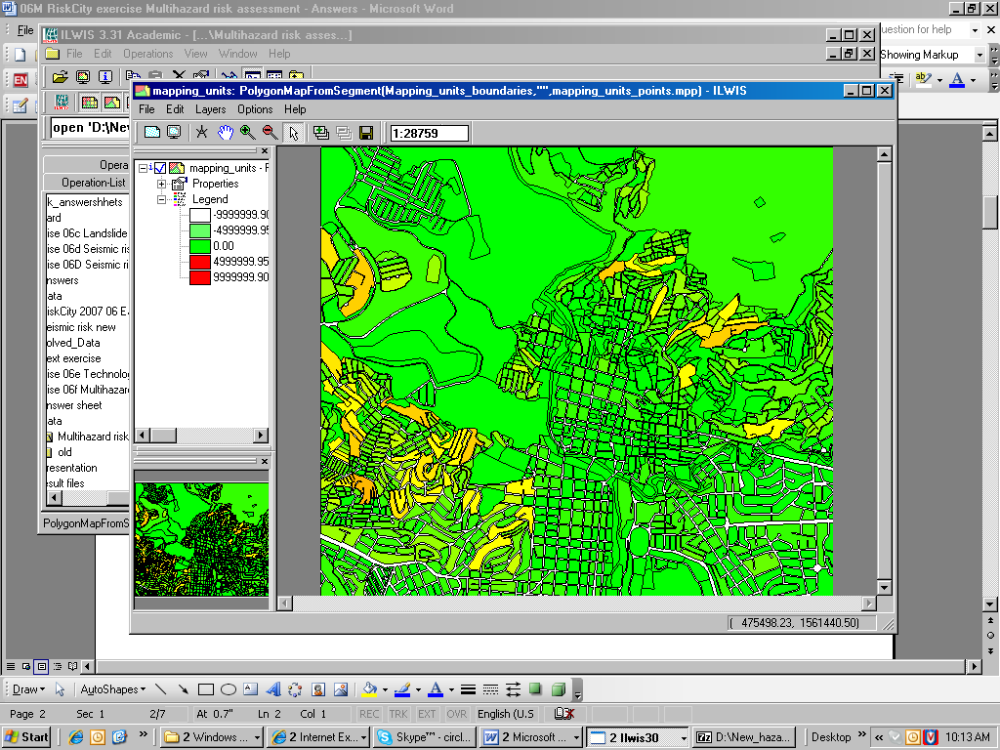 06M RiskCity exercise Multihazard risk assessment - Answers - Microsoft Word
File
uestion for help
Showing Markup
EN
ILWIS 3.31 Academic - [...\Multihazard risk asses...]
File Edit Operations View Window Help
open 'D:\Nev
Opera
Operation-List
k_answershhets
ard
ise 06c Landslide
ise 06d Seismic ri
ise 06D Seismic ri
nswers
ata
iskCity 2007 06 E
eismic risk new
olved_Data
ext exercise
ise 06e Technolo
ise 06f Multihazar
nswer sheet
ata
Multihazard risk
old
resentation
sult files
PolygonMapFromS
mapping_units: PolygonMapFromSegment(Mapping_units_boundaries,"",mapping_units_points.mpp) - ILWIS
File Edit Layers Options Help
1:28759
mapping_units - F
Properties
Legend
-9999999.90
-4999999.95
0.00
4999999.95
9999999.90
( 475498.23, 1561440.50)
Draw AutoShapes
Page 2 Sec 1 2/7 At 0.7" Ln 2 Col 1 REC TRK EXT OVR English (U.S
Start 2 Windows ... 2 Internet Ex... Skype™ - circl... 2 Microsoft ... 2 Ilwis30 D:\New_haza... Desktop 10:13 AM